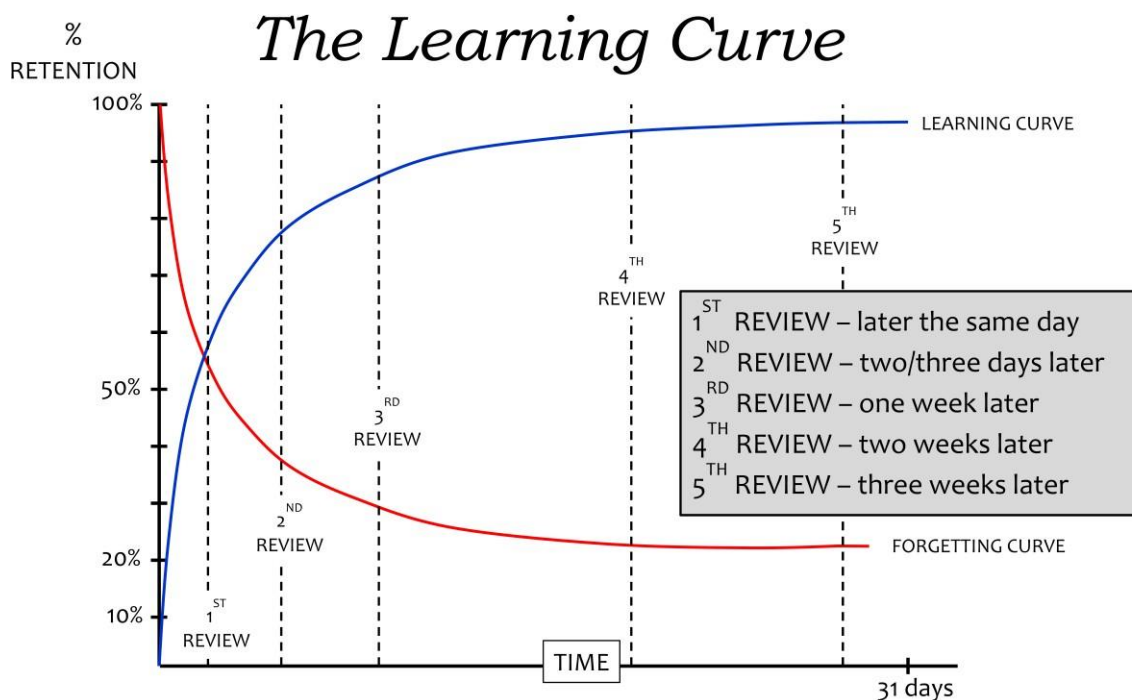 The Learning Curve
%
RETENTION
100%
50%
20%
10%
LEARNING CURVE
5TH
REVIEW
4TH
REVIEW
3RD
REVIEW
2ND
REVIEW
1ST
REVIEW
1ST REVIEW – later the same day
2ND REVIEW – two/three days later
3RD REVIEW – one week later
4TH REVIEW – two weeks later
5TH REVIEW – three weeks later
FORGETTING CURVE
TIME
31 days